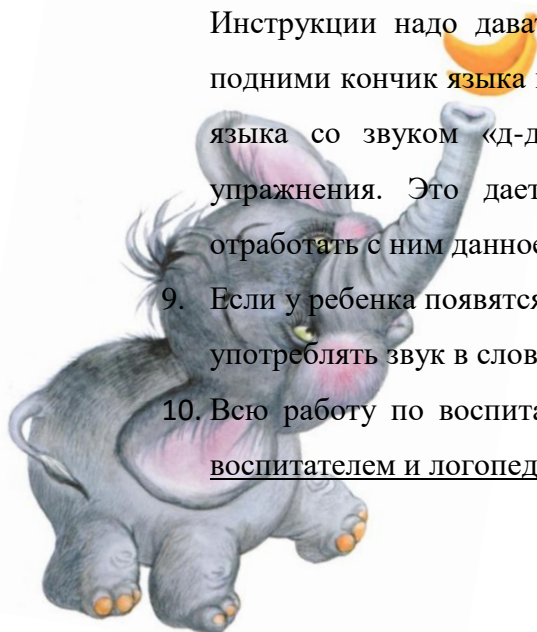 Инструкции надо дават
подними кончик языка
языка со звуком «д-д
упражнения. Это дает
отработать с ним данное
9. Если у ребенка появятся
употреблять звук в слов
10. Всю работу по воспита
воспитателем и логопед